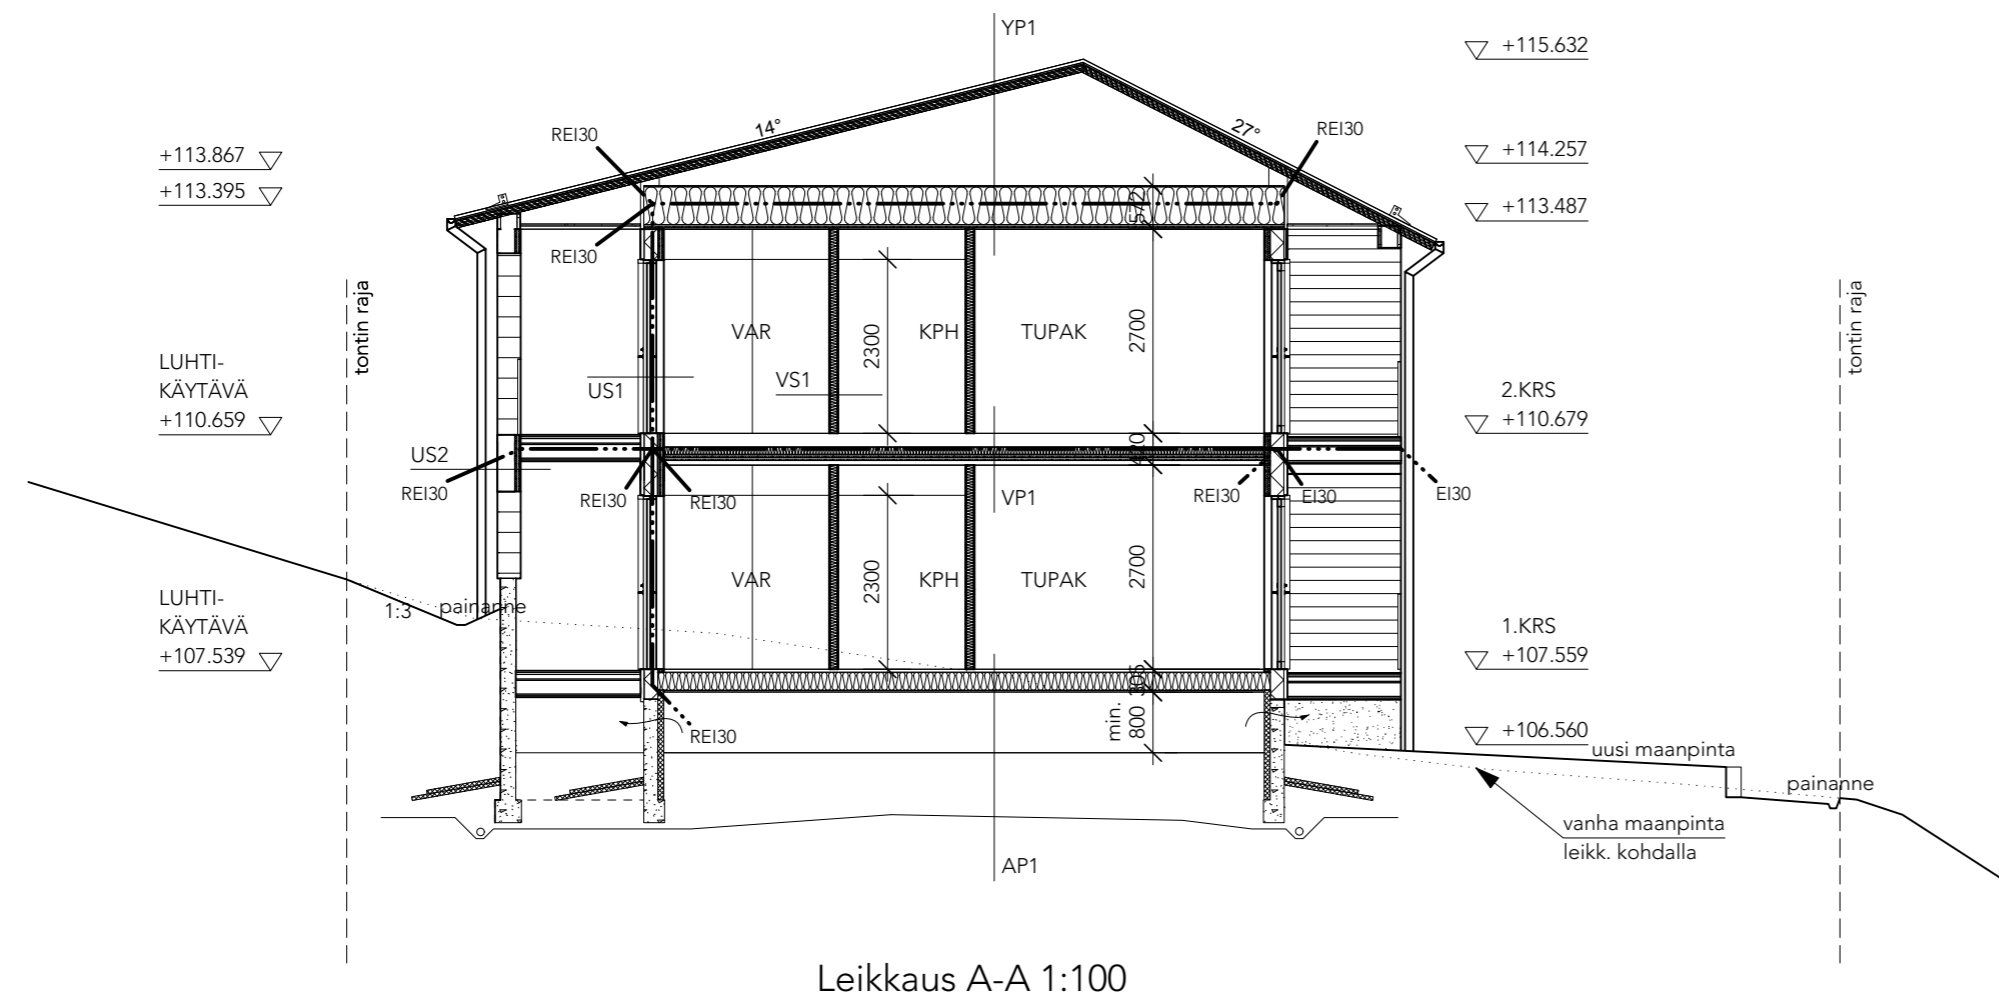 YP1
+115.632
14°
27°
REI30
REI30
+113.867
+114.257
+113.395
+113.487
572
REI30
tontin raja
tontin raja
VAR
2300
KPH
TUPAK
2700
LUHTI-
KÄYTÄVÄ
+110.659
US1
VS1
2.KRS
+110.679
US2
420
REI30
REI30
REI30
VP1
REI30
EI30
EI30
VAR
2300
KPH
TUPAK
2700
1:3
painanne
LUHTI-
KÄYTÄVÄ
+107.539
1.KRS
+107.559
305
REI30
min.
800
+106.560
uusi maanpinta
painanne
vanha maanpinta
leikk. kohdalla
AP1
Leikkaus A-A 1:100